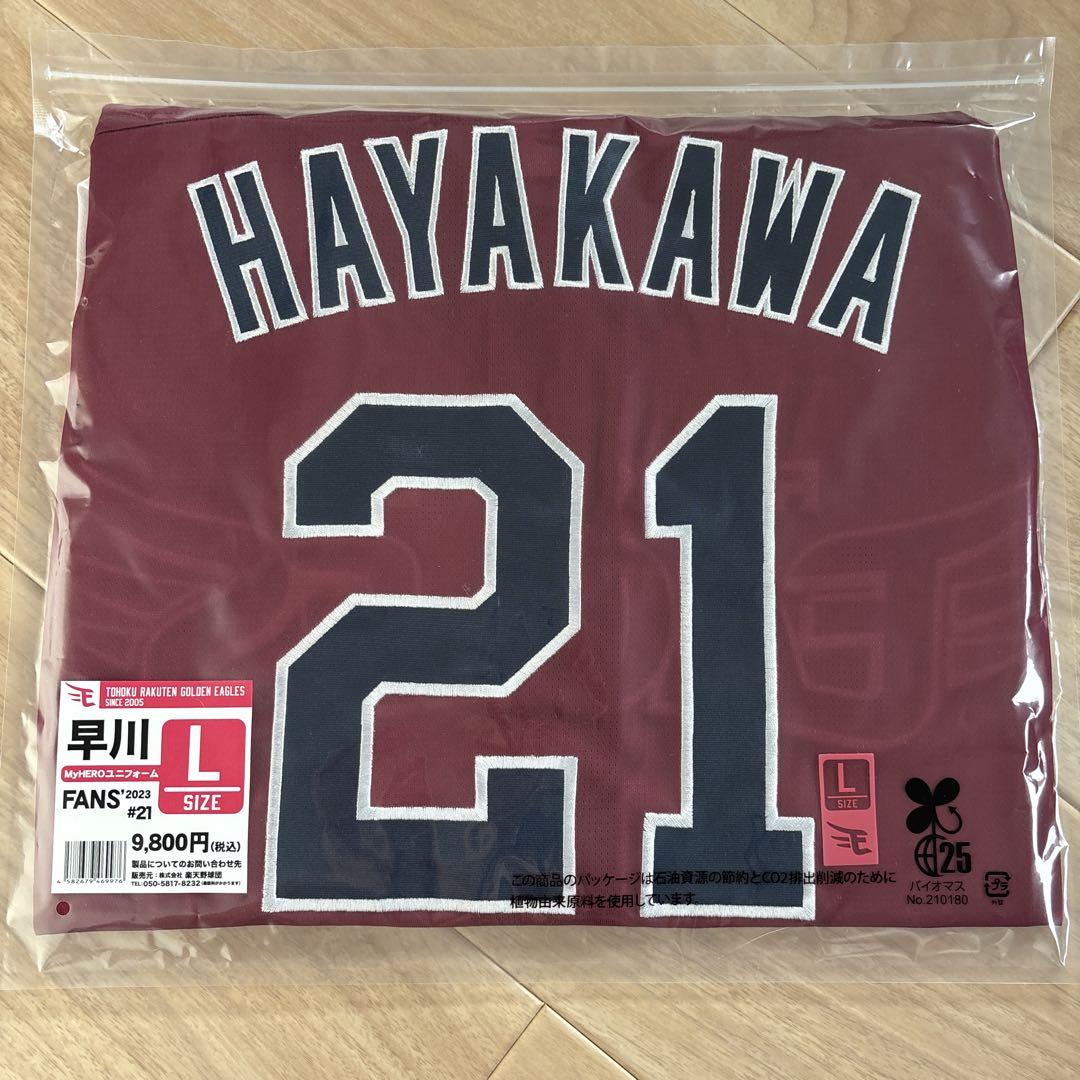 HAYAKAWA
21
TOHOKU RAKUTEN GOLDEN EAGLES
SINCE 2005
早川
MyHEROユニフォーム
FANS'2023
#21
L
SIZE
9,800円(税込)
製品についてのお問い合わせ先
販売元:株式会社 楽天野球団
TEL:050-5817-8232
4 582679 469976
L
SIZE
25
バイオマス
No.210180
プラ
この商品のパッケージは石油資源の節約とCO2排出削減のために
植物由来原料を使用しています。